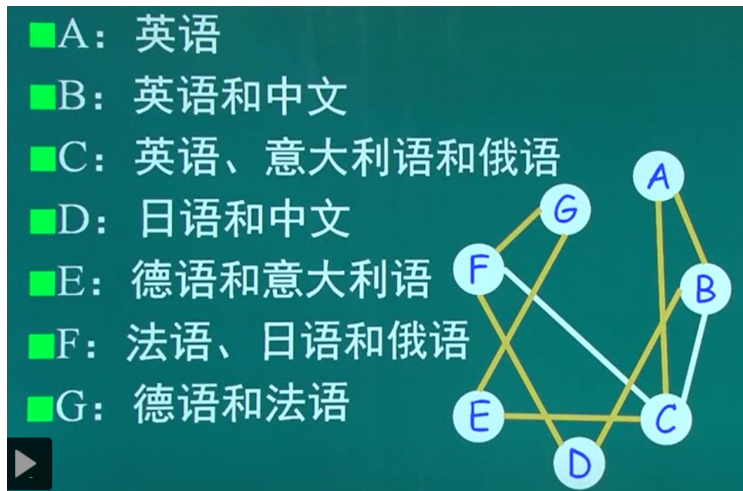 A：英语
B：英语和中文
C：英语、意大利语和俄语
D：日语和中文
E：德语和意大利语
F：法语、日语和俄语
G：德语和法语
A
G
F
B
E
C
D